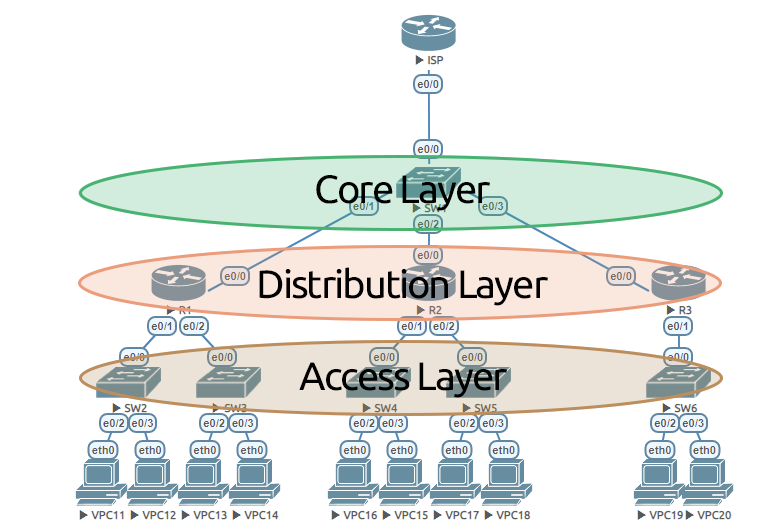 ISP
e0/0
e0/0
Core Layer
SW1
e0/1
e0/3
e0/2
e0/0
e0/0
e0/0
Distribution Layer
R1
R2
R3
e0/1
e0/2
e0/1
e0/2
e0/1
e0/0
e0/0
e0/0
e0/0
e0/0
Access Layer
SW2
SW3
SW4
SW5
SW6
e0/2
e0/3
e0/2
e0/3
e0/2
e0/3
e0/2
e0/3
e0/2
e0/3
eth0
eth0
eth0
eth0
eth0
eth0
eth0
eth0
eth0
eth0
VPC11
VPC12
VPC13
VPC14
VPC16
VPC15
VPC17
VPC18
VPC19
VPC20